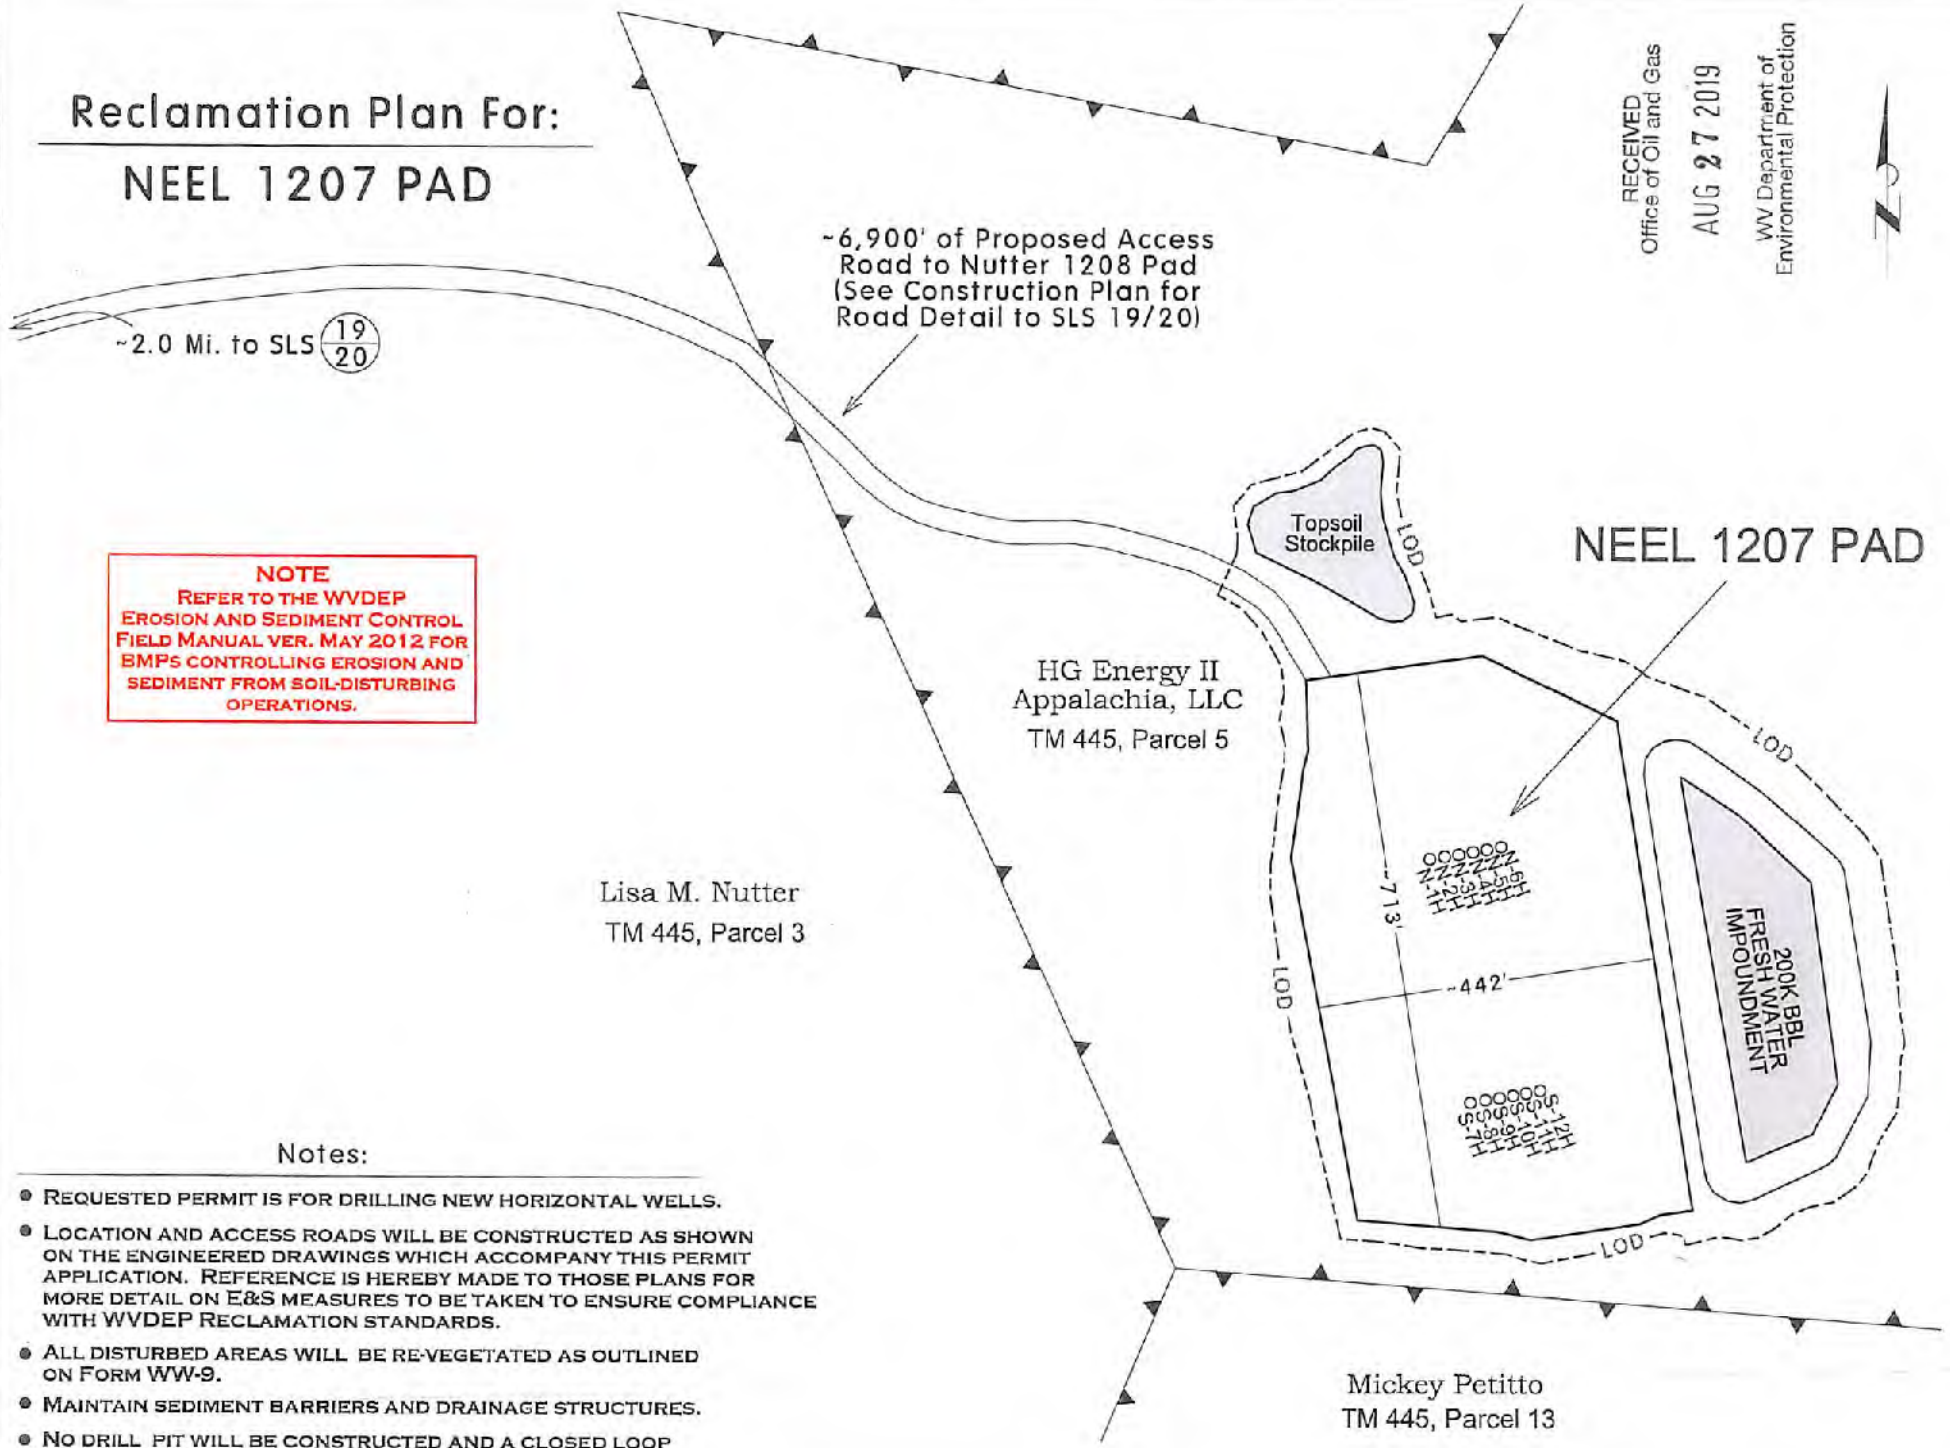 Reclamation Plan For:
NEEL 1207 PAD
RECEIVED
Office of Oil and Gas
AUG 27 2019
WV Department of
Environmental Protection
N
~6,900' of Proposed Access
Road to Nutter 1208 Pad
(See Construction Plan for
Road Detail to SLS 19/20)
~2.0 Mi. to SLS 19
20
Topsoil
Stockpile
LOD
NEEL 1207 PAD
NOTE
REFER TO THE WVDEP
EROSION AND SEDIMENT CONTROL
FIELD MANUAL VER. MAY 2012 FOR
BMPS CONTROLLING EROSION AND
SEDIMENT FROM SOIL-DISTURBING
OPERATIONS.
HG Energy II
Appalachia, LLC
TM 445, Parcel 5
LOD
N-1H
N-2H
N-3H
N-4H
N-5H
N-6H
~713'
~442'
200K BBL
FRESH WATER
IMPOUNDMENT
Lisa M. Nutter
TM 445, Parcel 3
LOD
S-7H
S-8H
S-9H
S-10H
S-11H
S-12H
LOD
Notes:
● REQUESTED PERMIT IS FOR DRILLING NEW HORIZONTAL WELLS.
● LOCATION AND ACCESS ROADS WILL BE CONSTRUCTED AS SHOWN
ON THE ENGINEERED DRAWINGS WHICH ACCOMPANY THIS PERMIT
APPLICATION. REFERENCE IS HEREBY MADE TO THOSE PLANS FOR
MORE DETAIL ON E&S MEASURES TO BE TAKEN TO ENSURE COMPLIANCE
WITH WVDEP RECLAMATION STANDARDS.
● ALL DISTURBED AREAS WILL BE RE-VEGETATED AS OUTLINED
ON FORM WW-9.
● MAINTAIN SEDIMENT BARRIERS AND DRAINAGE STRUCTURES.
● NO DRILL PIT WILL BE CONSTRUCTED AND A CLOSED LOOP
Mickey Petitto
TM 445, Parcel 13